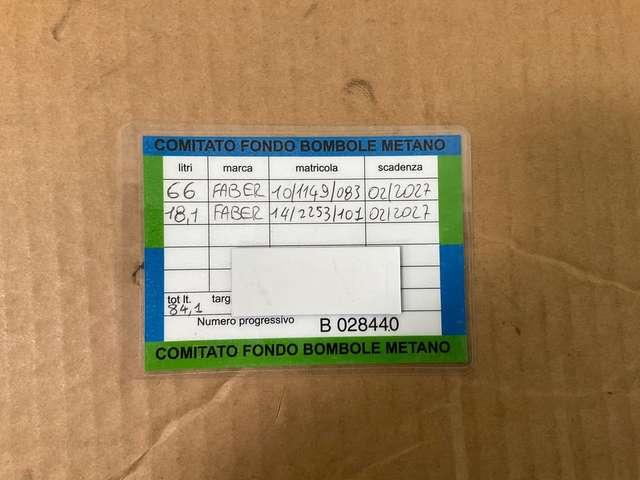 COMITATO FONDO BOMBOLE METANO
litri marca matricola scadenza
66 FABER 10/1149/083 02/2027
18,1 FABER 14/2253/101 02/2027
tot lt. targ
84,1
Numero progressivo B 028440
COMITATO FONDO BOMBOLE METANO